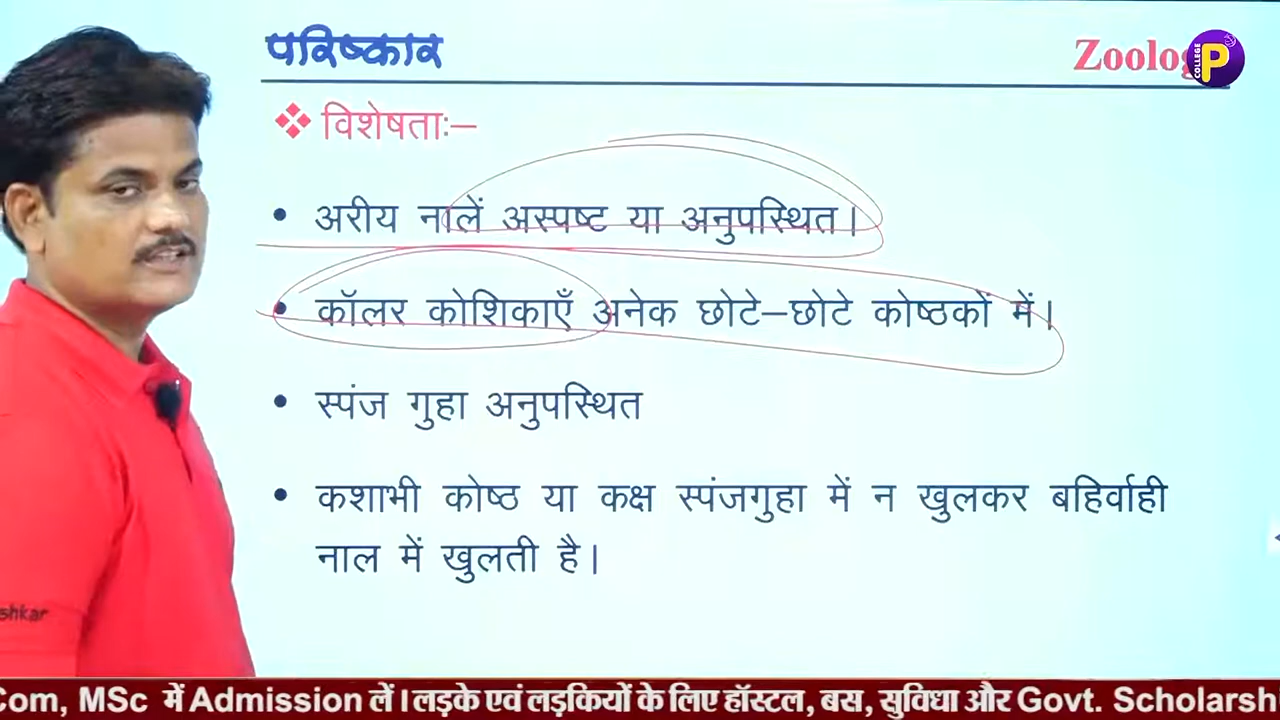 परिष्कार
Zoolog
COLLEGE P
❖ विशेषताः–
• अरीय नालें अस्पष्ट या अनुपस्थित।
• कॉलर कोशिकाएँ अनेक छोटे–छोटे कोष्ठकों में।
• स्पंज गुहा अनुपस्थित
• कशाभी कोष्ठ या कक्ष स्पंजगुहा में न खुलकर बहिर्वाही
नाल में खुलती है।
shkar
Com, MSc में Admission लें। लड़के एवं लड़कियों के लिए हॉस्टल, बस, सुविधा और Govt. Scholarsh